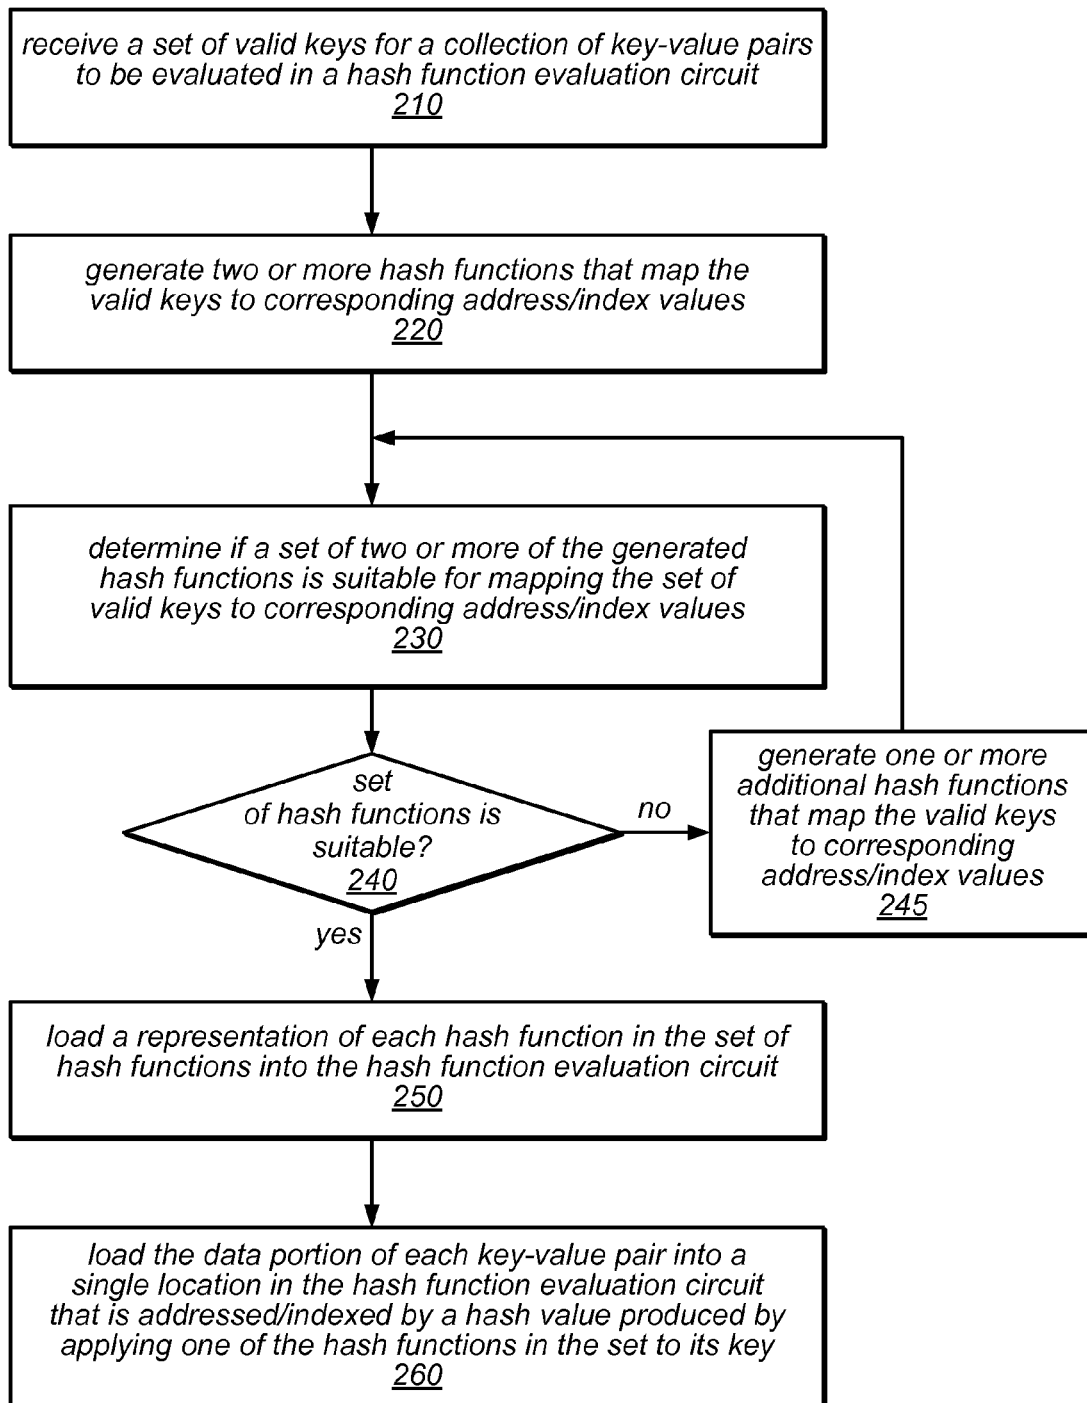 receive a set of valid keys for a collection of key-value pairs
to be evaluated in a hash function evaluation circuit
210
generate two or more hash functions that map the
valid keys to corresponding address/index values
220
determine if a set of two or more of the generated
hash functions is suitable for mapping the set of
valid keys to corresponding address/index values
230
set
of hash functions is
suitable?
240
no
generate one or more
additional hash functions
that map the valid keys
to corresponding
address/index values
245
yes
load a representation of each hash function in the set of
hash functions into the hash function evaluation circuit
250
load the data portion of each key-value pair into a
single location in the hash function evaluation circuit
that is addressed/indexed by a hash value produced by
applying one of the hash functions in the set to its key
260